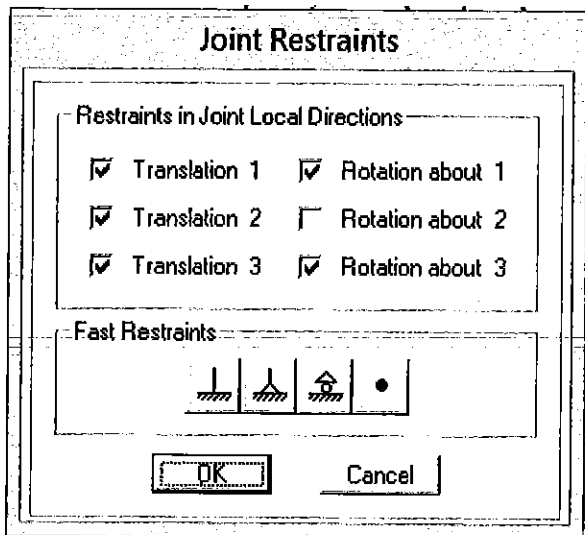 Joint Restraints
Restraints in Joint Local Directions
Translation 1 Rotation about 1
Translation 2 Rotation about 2
Translation 3 Rotation about 3
Fast Restraints
OK Cancel